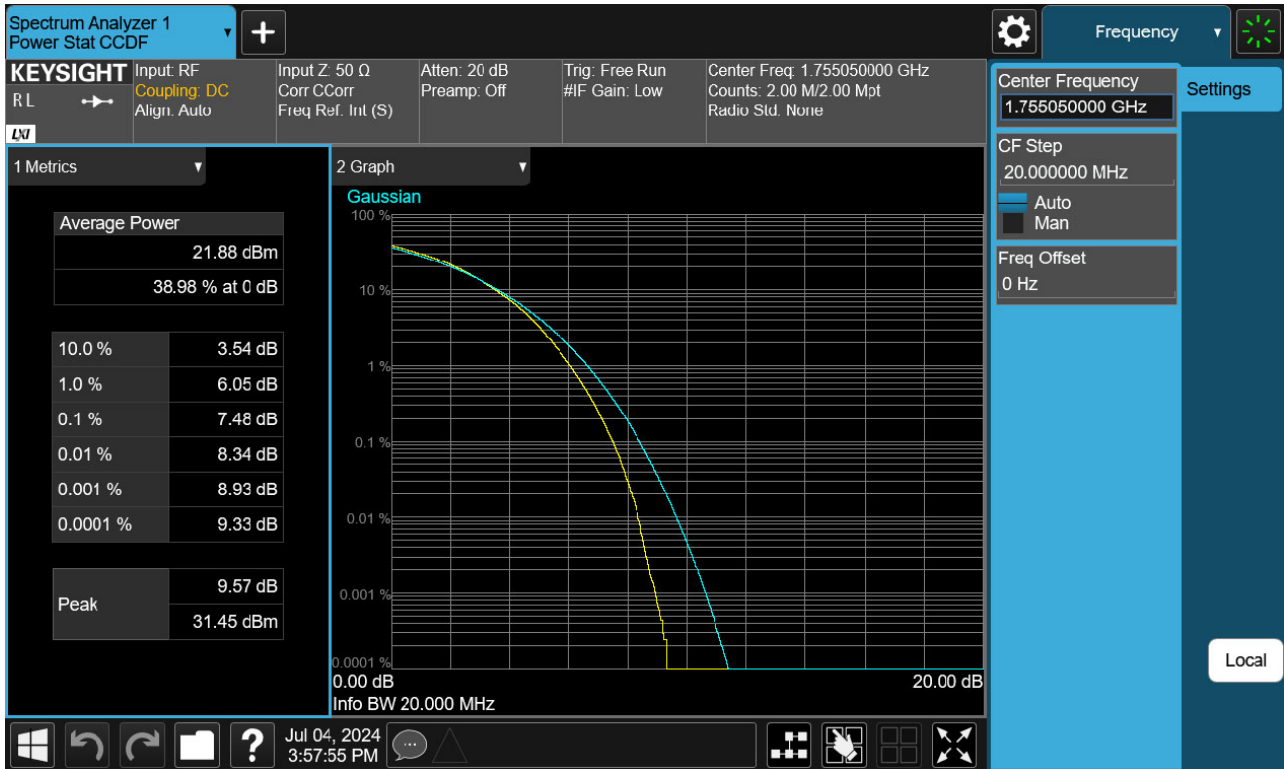 Spectrum Analyzer 1
Power Stat CCDF
+
Frequency
KEYSIGHT
R L
LXI
Input: RF
Coupling: DC
Align: Auto
Input Z: 50 Ω
Corr CCorr
Freq Ref: Int (S)
Atten: 20 dB
Preamp: Off
Trig: Free Run
#IF Gain: Low
Center Freq: 1.755050000 GHz
Counts: 2.00 M/2.00 Mpt
Radio Std: None
1 Metrics
Average Power
21.88 dBm
38.98 % at 0 dB
10.0 % 3.54 dB
1.0 % 6.05 dB
0.1 % 7.48 dB
0.01 % 8.34 dB
0.001 % 8.93 dB
0.0001 % 9.33 dB
Peak
9.57 dB
31.45 dBm
2 Graph
Gaussian
100 %
10 %
1 %
0.1 %
0.01 %
0.001 %
0.0001 %
0.00 dB 20.00 dB
Info BW 20.000 MHz
Center Frequency
1.755050000 GHz
CF Step
20.000000 MHz
Auto
Man
Freq Offset
0 Hz
Settings
Local
?
Jul 04, 2024
3:57:55 PM